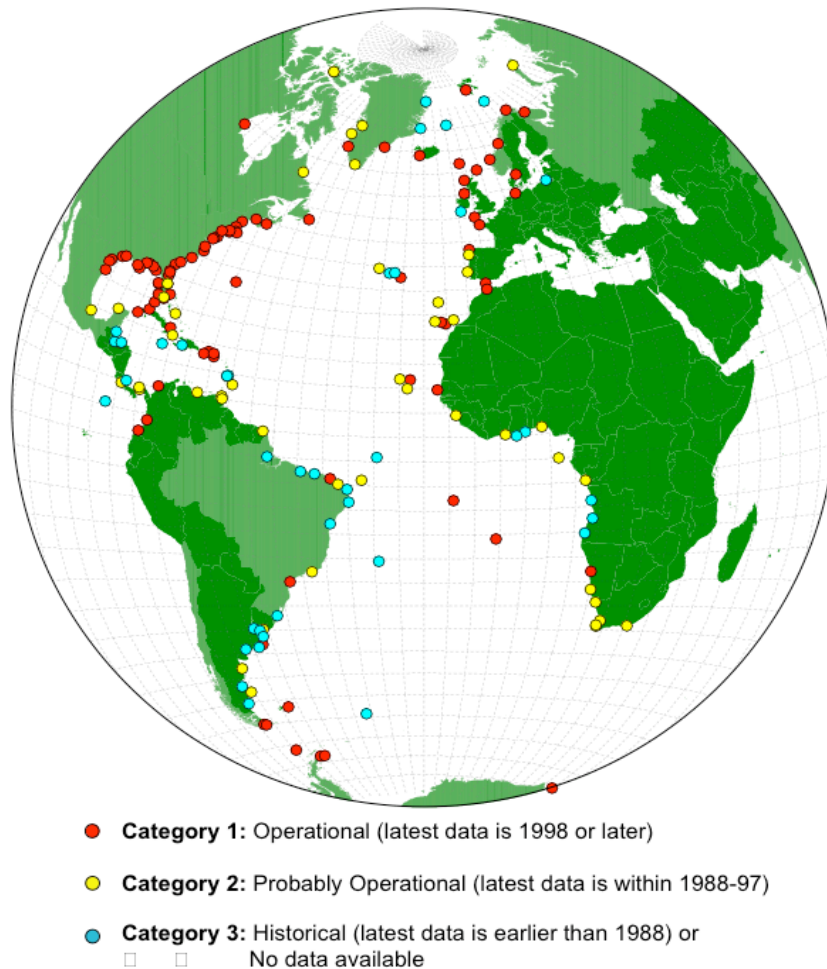 Category 1: Operational (latest data is 1998 or later)
Category 2: Probably Operational (latest data is within 1988-97)
Category 3: Historical (latest data is earlier than 1988) or
No data available